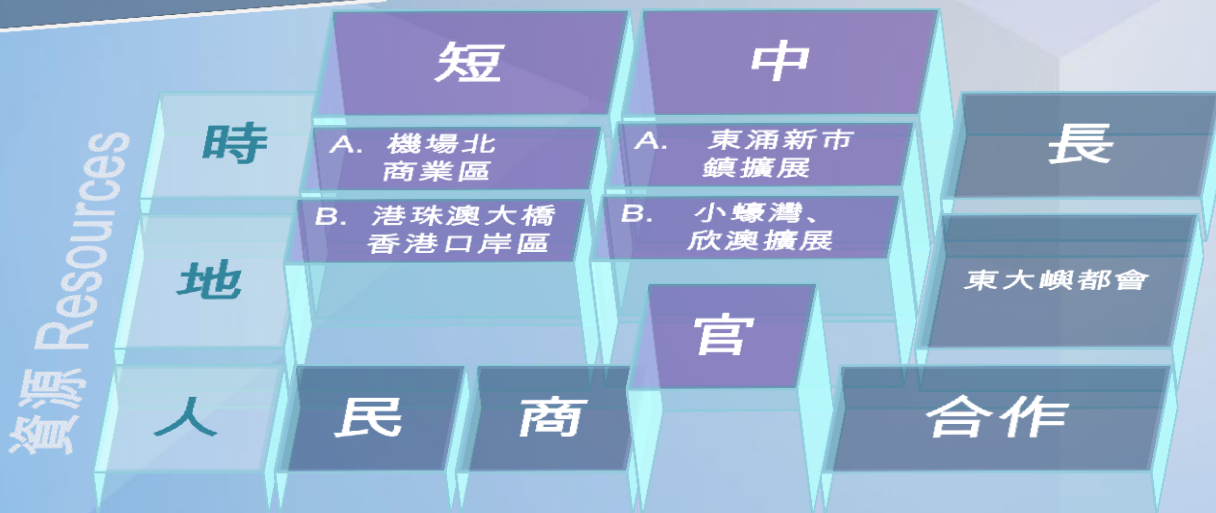 資源 Resources
時
短
中
長
地
A. 機場北
商業區
B. 港珠澳大橋
香港口岸區
A. 東涌新市
鎮擴展
B. 小蠔灣、
欣澳擴展
東大嶼都會
人
民
商
官
合作